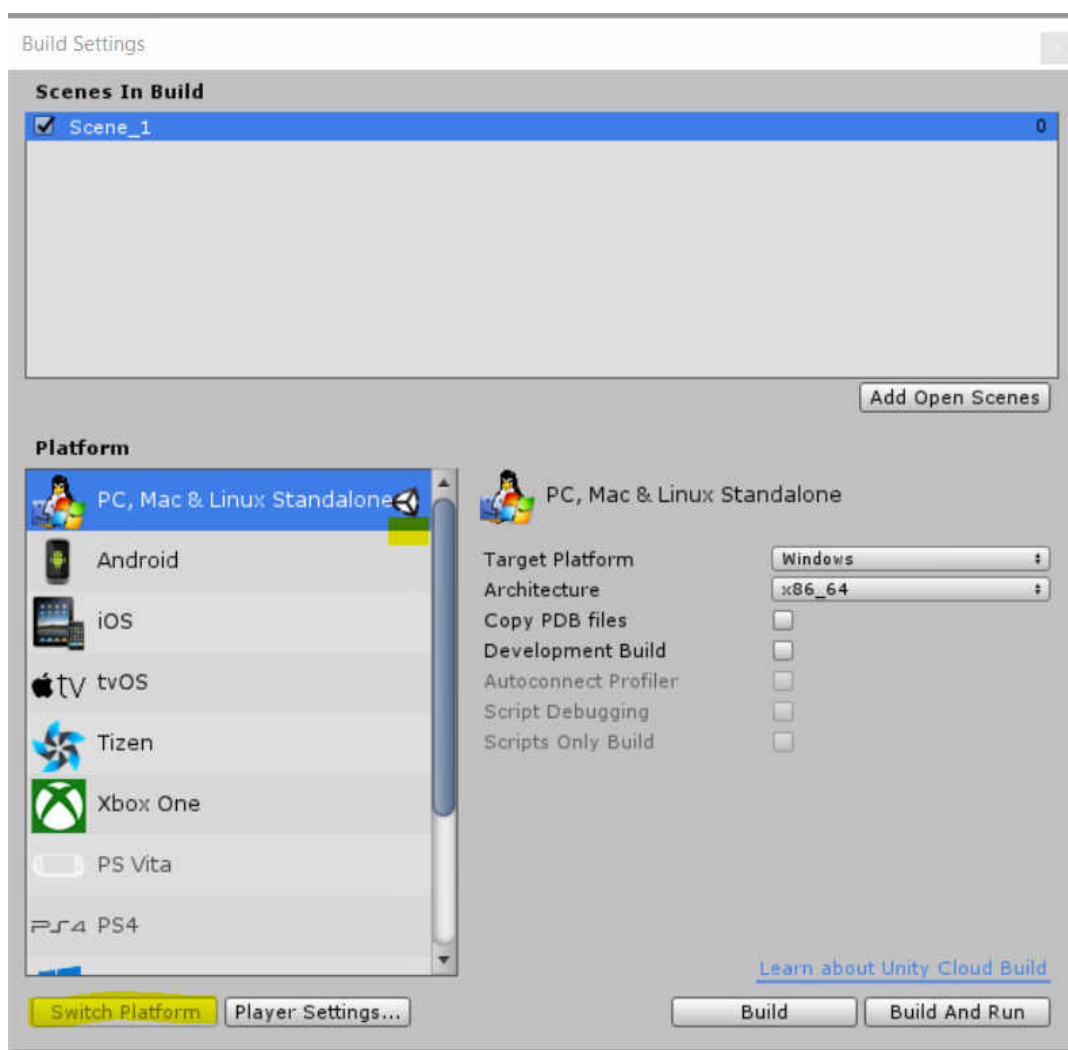 Build Settings
Scenes In Build
Scene_1 0
Add Open Scenes
Platform
PC, Mac & Linux Standalone
Android
iOS
tv tvOS
Tizen
Xbox One
PS Vita
PS4 PS4
PC, Mac & Linux Standalone
Target Platform Windows
Architecture x86_64
Copy PDB files
Development Build
Autoconnect Profiler
Script Debugging
Scripts Only Build
Learn about Unity Cloud Build
Switch Platform Player Settings... Build Build And Run